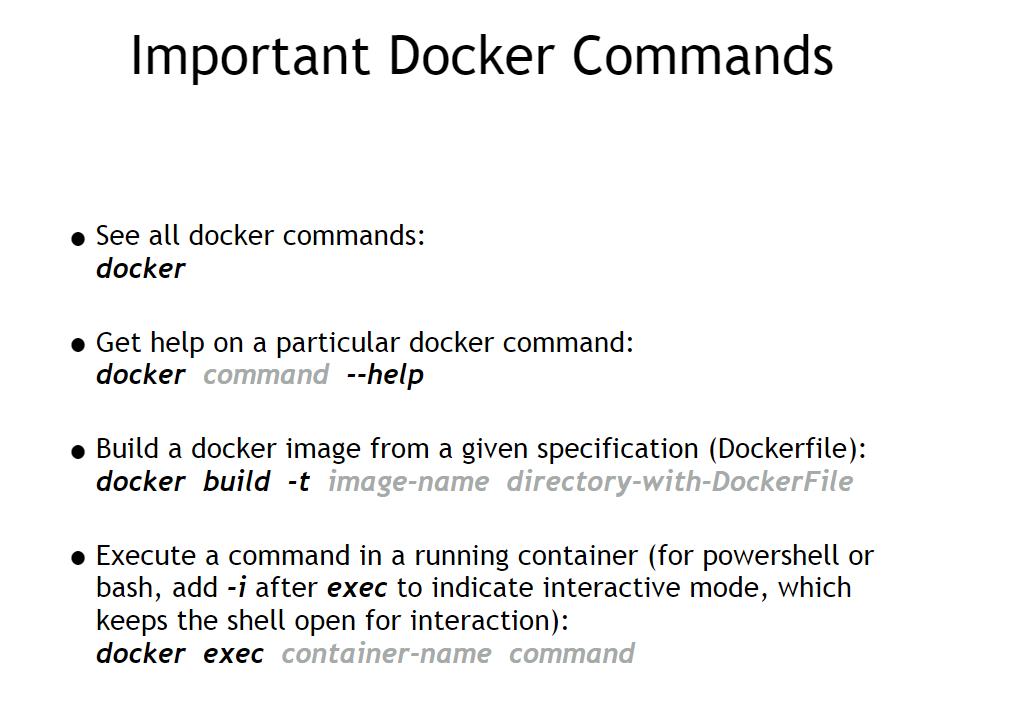 Important Docker Commands
● See all docker commands:
docker
● Get help on a particular docker command:
docker command --help
● Build a docker image from a given specification (Dockerfile):
docker build -t image-name directory-with-DockerFile
● Execute a command in a running container (for powershell or
bash, add -i after exec to indicate interactive mode, which
keeps the shell open for interaction):
docker exec container-name command